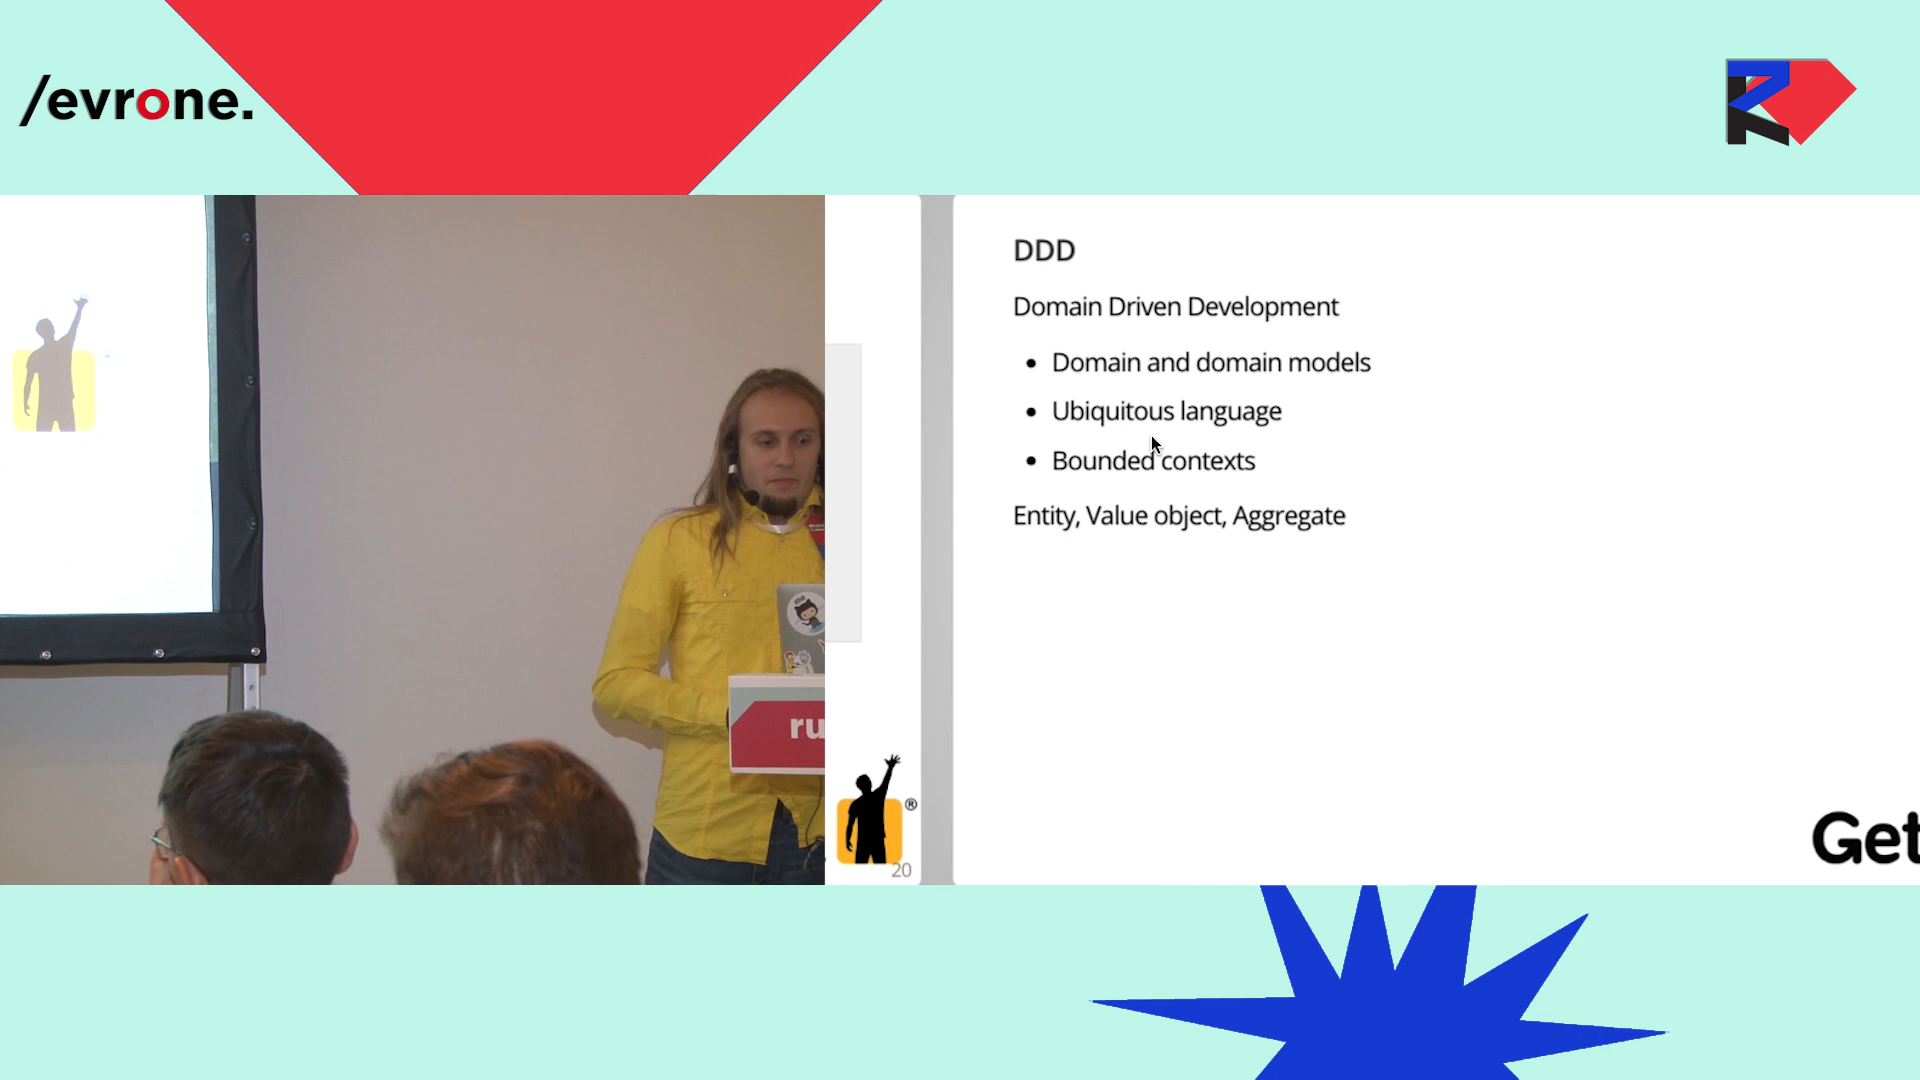 /evrone.
DDD
Domain Driven Development
• Domain and domain models
• Ubiquitous language
• Bounded contexts
Entity, Value object, Aggregate
ru
®
20
Get